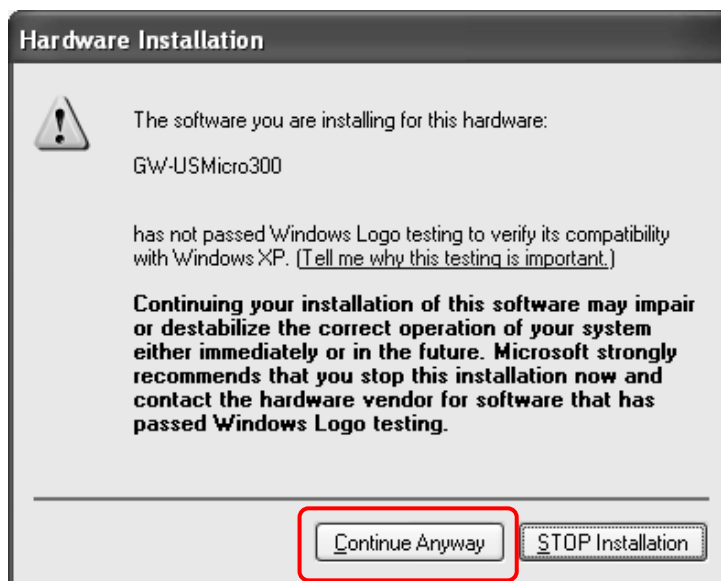 Hardware Installation
The software you are installing for this hardware:
GW-USMicro300
has not passed Windows Logo testing to verify its compatibility
with Windows XP. (Tell me why this testing is important.)
Continuing your installation of this software may impair
or destabilize the correct operation of your system
either immediately or in the future. Microsoft strongly
recommends that you stop this installation now and
contact the hardware vendor for software that has
passed Windows Logo testing.
Continue Anyway
STOP Installation